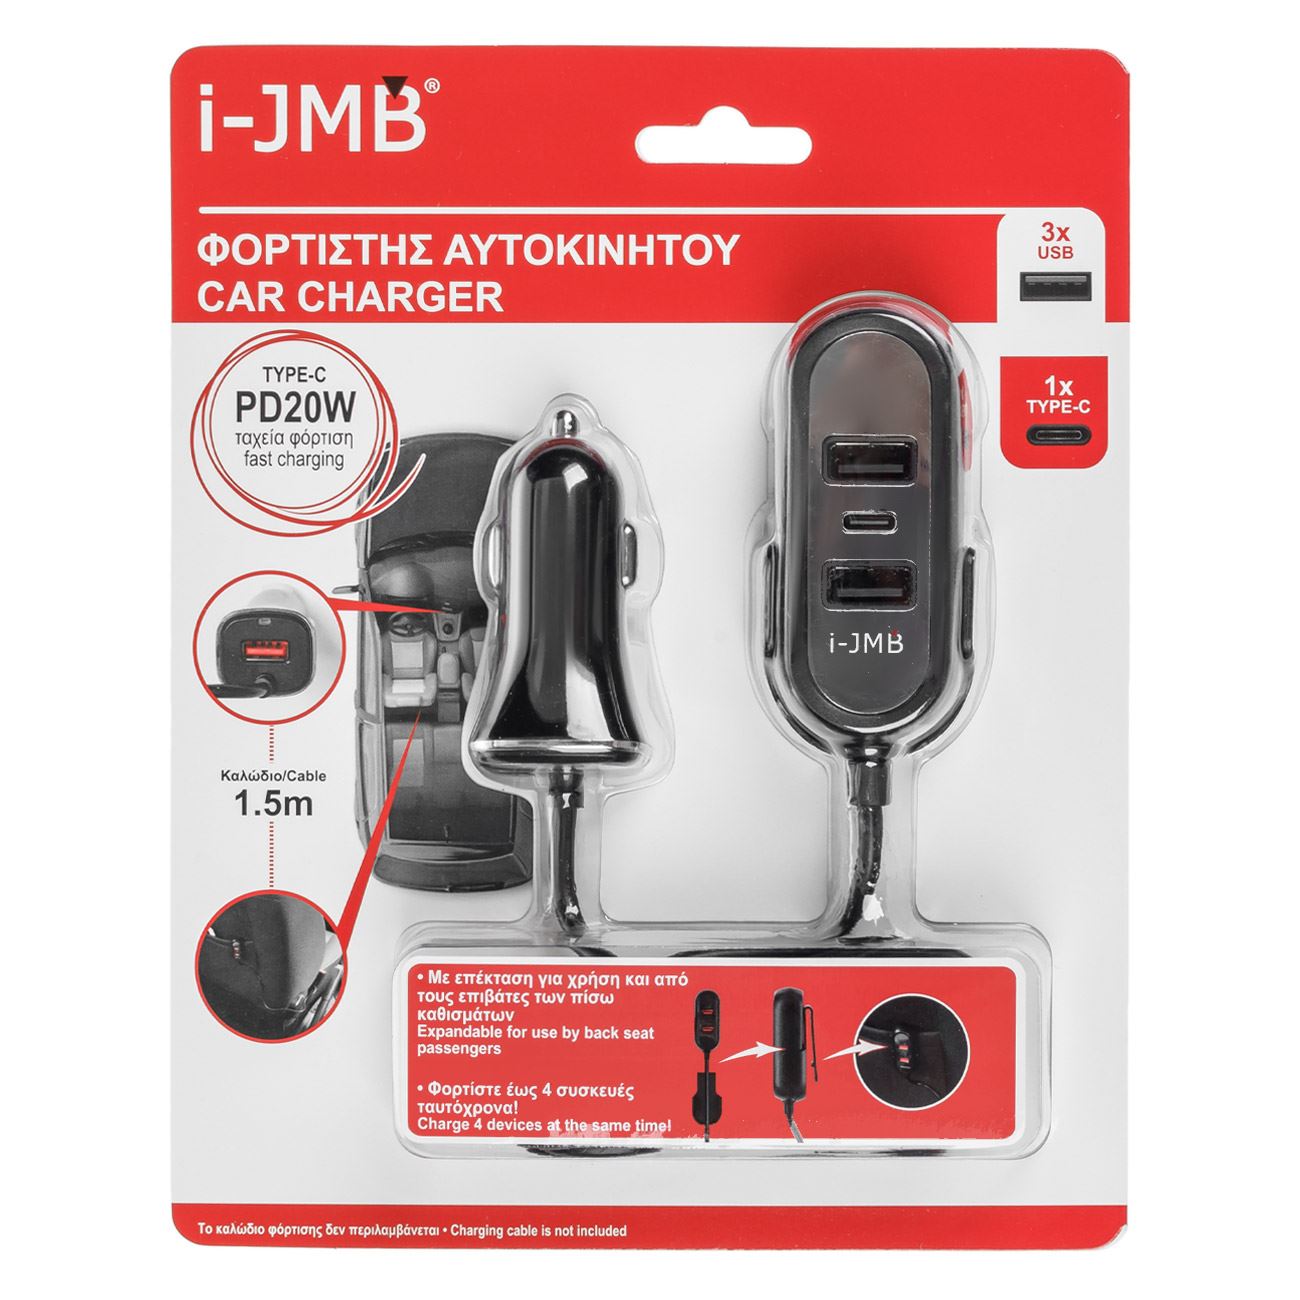 i-JMB®
ΦΟΡΤΙΣΤΗΣ ΑΥΤΟΚΙΝΗΤΟΥ
CAR CHARGER
3x
USB
1x
TYPE-C
TYPE-C
PD20W
ταχεία φόρτιση
fast charging
i-JMB
Καλώδιο/Cable
1.5m
• Με επέκταση για χρήση και από
τους επιβάτες των πίσω
καθισμάτων
Expandable for use by back seat
passengers
• Φορτίστε έως 4 συσκευές
ταυτόχρονα!
Charge 4 devices at the same time!
Το καλώδιο φόρτισης δεν περιλαμβάνεται • Charging cable is not included